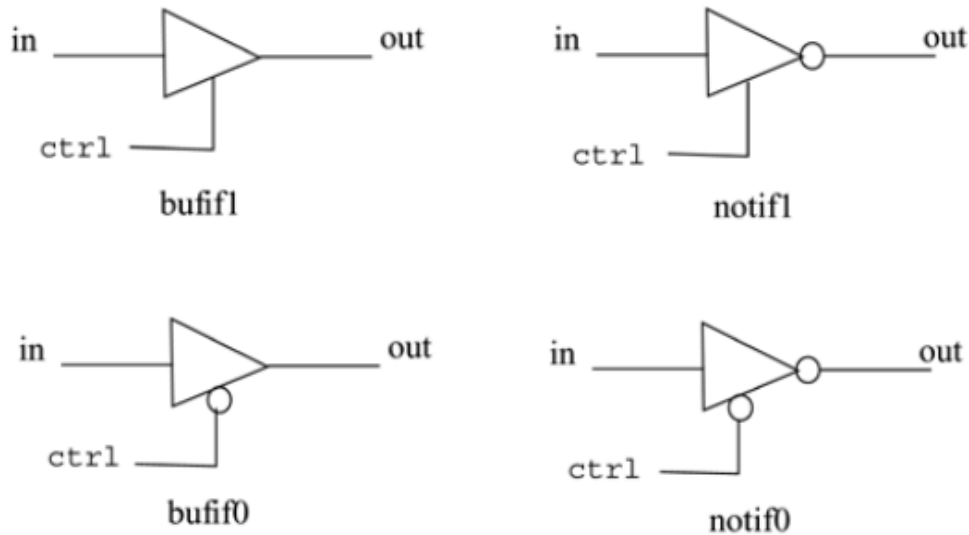 in out
ctrl
bufif1
in out
ctrl
notif1
in out
ctrl
bufif0
in out
ctrl
notif0